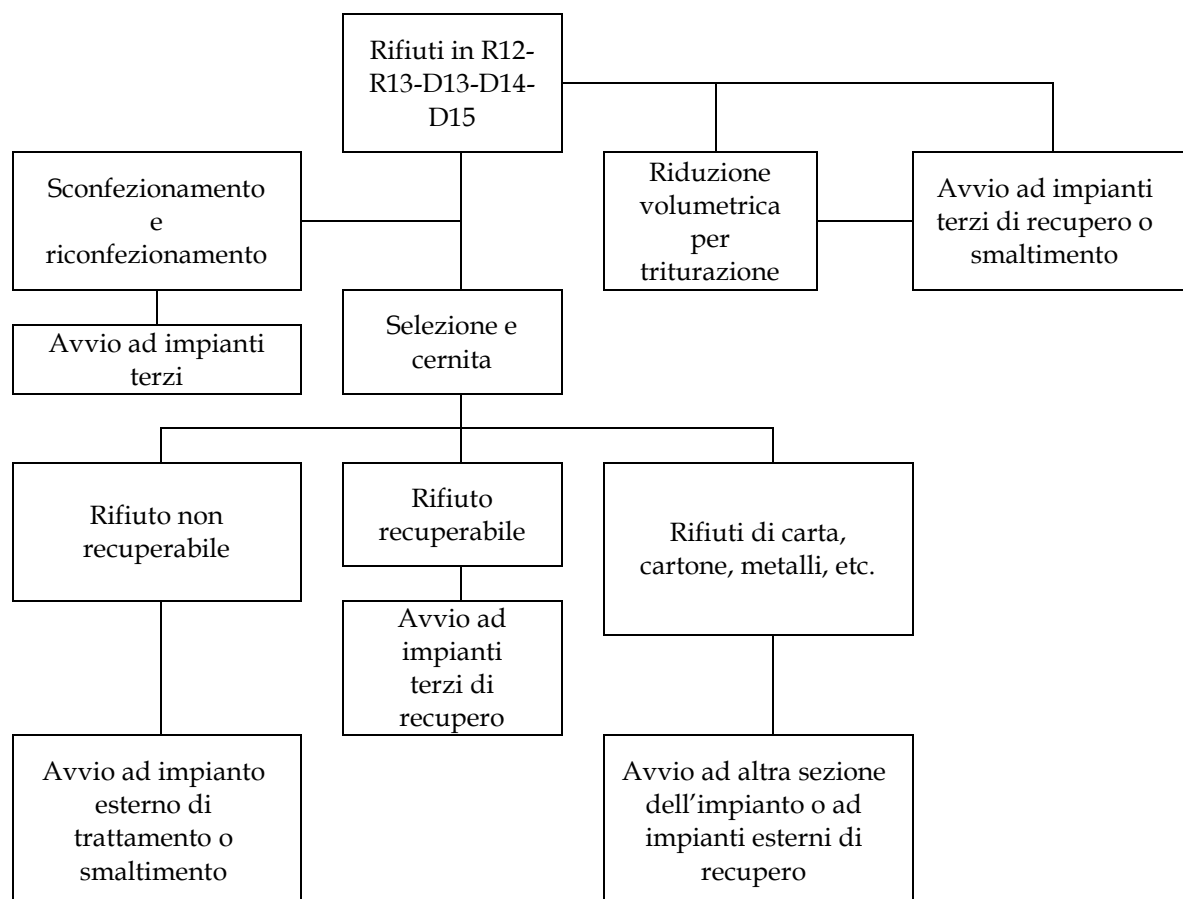 Rifiuti in R12-
R13-D13-D14-
D15
Sconfezionamento
e
riconfezionamento
Riduzione
volumetrica
per
triturazione
Avvio ad impianti
terzi di recupero o
smaltimento
Avvio ad impianti
terzi
Selezione e
cernita
Rifiuto non
recuperabile
Rifiuto
recuperabile
Rifiuti di carta,
cartone, metalli, etc.
Avvio ad
impianti
terzi di
recupero
Avvio ad impianto
esterno di
trattamento o
smaltimento
Avvio ad altra sezione
dell’impianto o ad
impianti esterni di
recupero